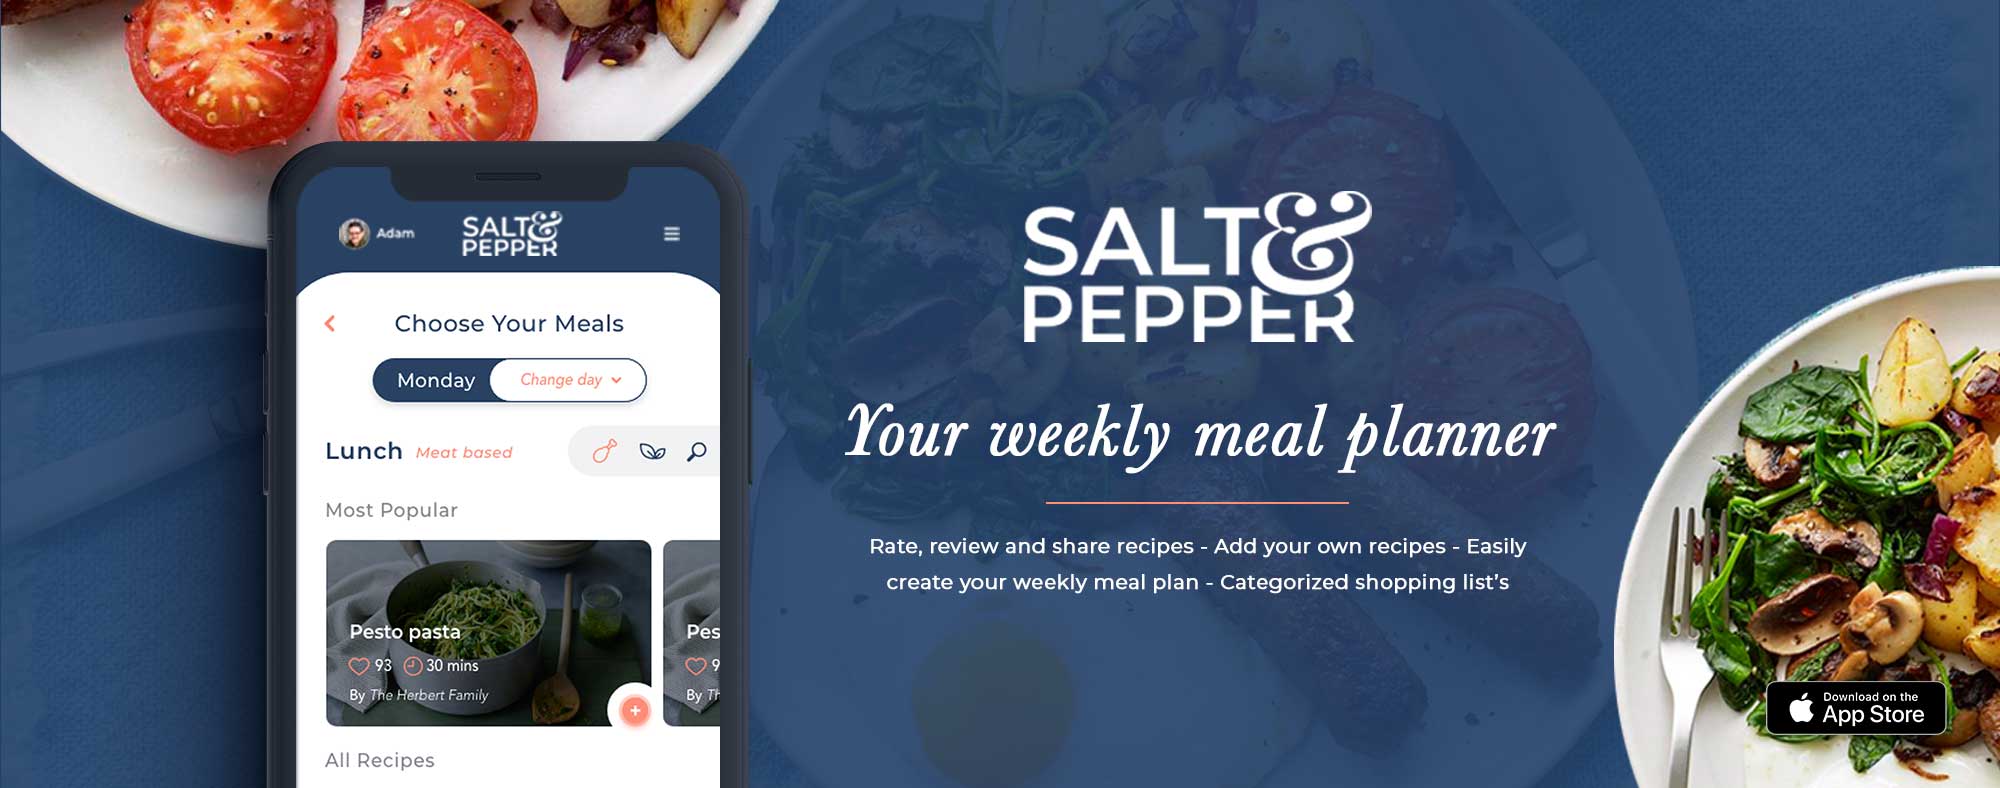 Adam
SALT&
PEPPER
Choose Your Meals
Monday
Change day
Lunch Meat based
Most Popular
Pesto pasta
93 30 mins
By The Herbert Family
Pes
9
By Th
All Recipes
SALT&
PEPPER
Your weekly meal planner
Rate, review and share recipes - Add your own recipes - Easily
create your weekly meal plan - Categorized shopping list’s
Download on the
App Store